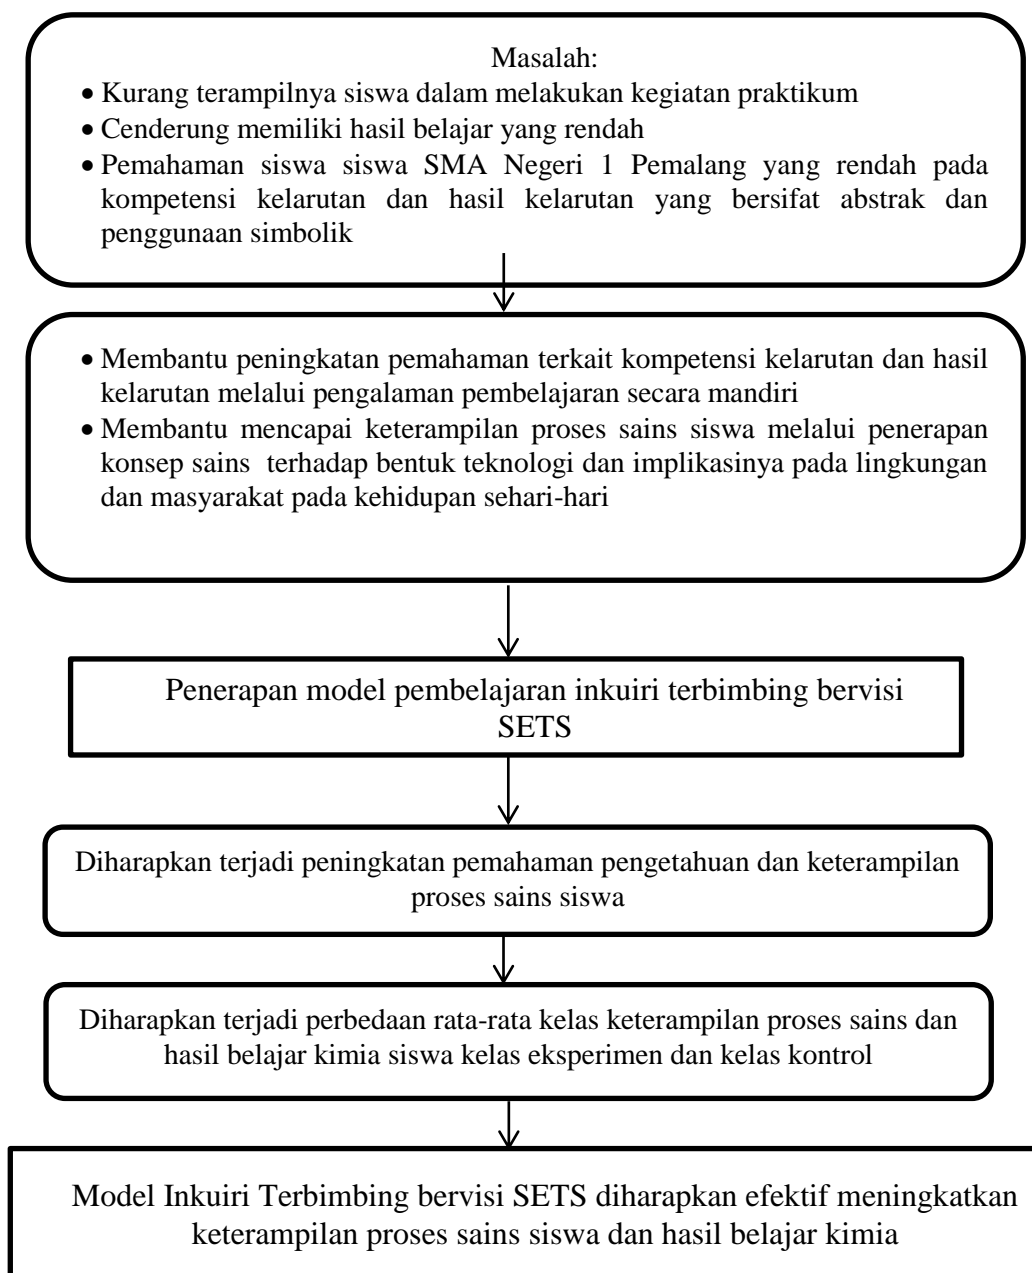 Masalah:
• Kurang terampilnya siswa dalam melakukan kegiatan praktikum
• Cenderung memiliki hasil belajar yang rendah
• Pemahaman siswa siswa SMA Negeri 1 Pemalang yang rendah pada
kompetensi kelarutan dan hasil kelarutan yang bersifat abstrak dan
penggunaan simbolik
• Membantu peningkatan pemahaman terkait kompetensi kelarutan dan hasil
kelarutan melalui pengalaman pembelajaran secara mandiri
• Membantu mencapai keterampilan proses sains siswa melalui penerapan
konsep sains terhadap bentuk teknologi dan implikasinya pada lingkungan
dan masyarakat pada kehidupan sehari-hari
Penerapan model pembelajaran inkuiri terbimbing bervisi
SETS
Diharapkan terjadi peningkatan pemahaman pengetahuan dan keterampilan
proses sains siswa
Diharapkan terjadi perbedaan rata-rata kelas keterampilan proses sains dan
hasil belajar kimia siswa kelas eksperimen dan kelas kontrol
Model Inkuiri Terbimbing bervisi SETS diharapkan efektif meningkatkan
keterampilan proses sains siswa dan hasil belajar kimia